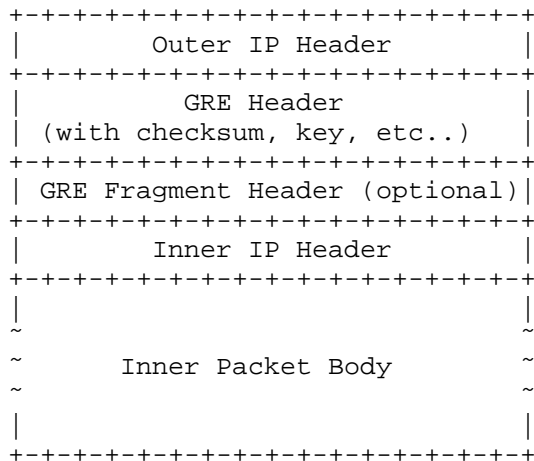 Outer IP Header
GRE Header
(with checksum, key, etc..)
GRE Fragment Header (optional)
Inner IP Header
Inner Packet Body